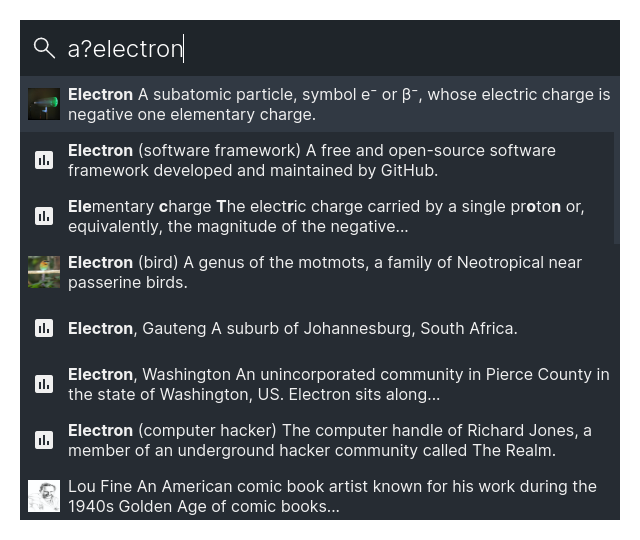 a?electron
Electron A subatomic particle, symbol e⁻ or β⁻, whose electric charge is
negative one elementary charge.
Electron (software framework) A free and open-source software
framework developed and maintained by GitHub.
Elementary charge The electric charge carried by a single proton or,
equivalently, the magnitude of the negative…
Electron (bird) A genus of the motmots, a family of Neotropical near
passerine birds.
Electron, Gauteng A suburb of Johannesburg, South Africa.
Electron, Washington An unincorporated community in Pierce County in
the state of Washington, US. Electron sits along…
Electron (computer hacker) The computer handle of Richard Jones, a
member of an underground hacker community called The Realm.
Lou Fine An American comic book artist known for his work during the
1940s Golden Age of comic books…